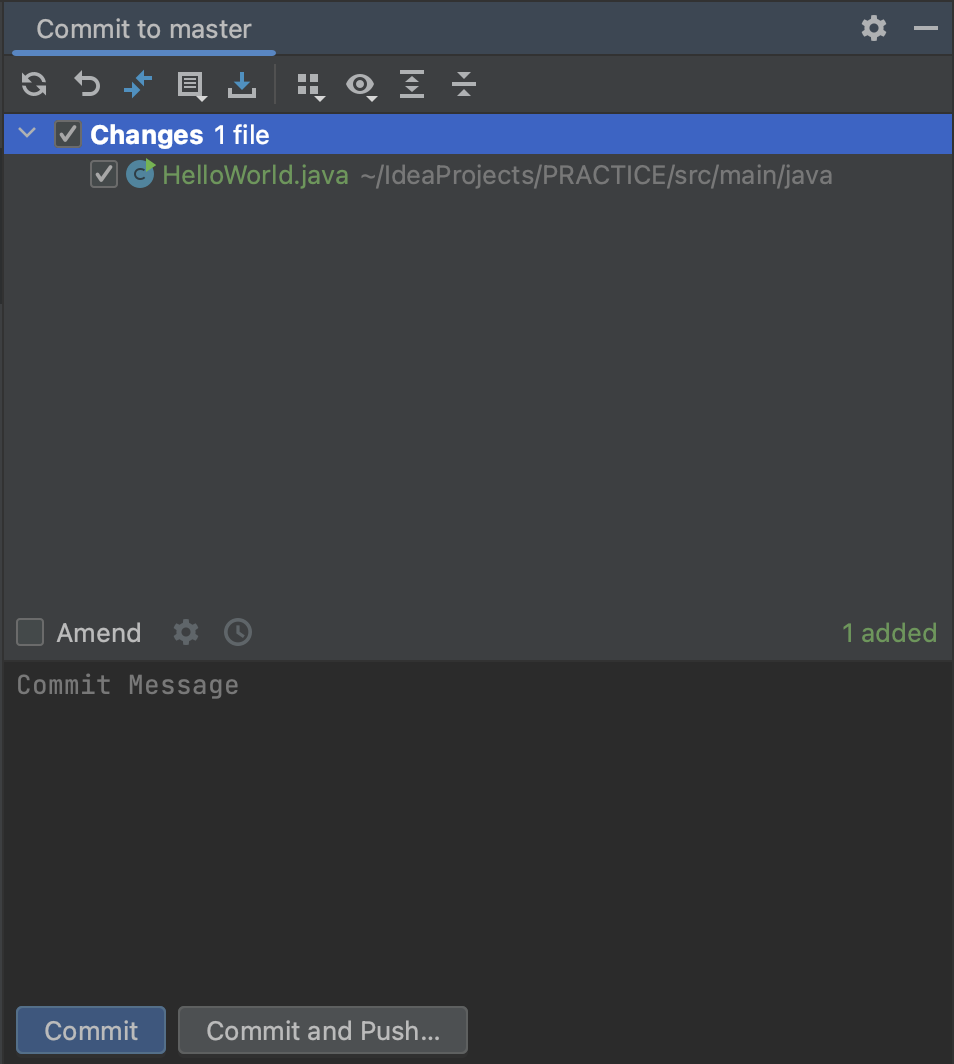 Commit to master
Changes 1 file
C HelloWorld.java ~/IdeaProjects/PRACTICE/src/main/java
Amend 1 added
Commit Message
Commit Commit and Push...